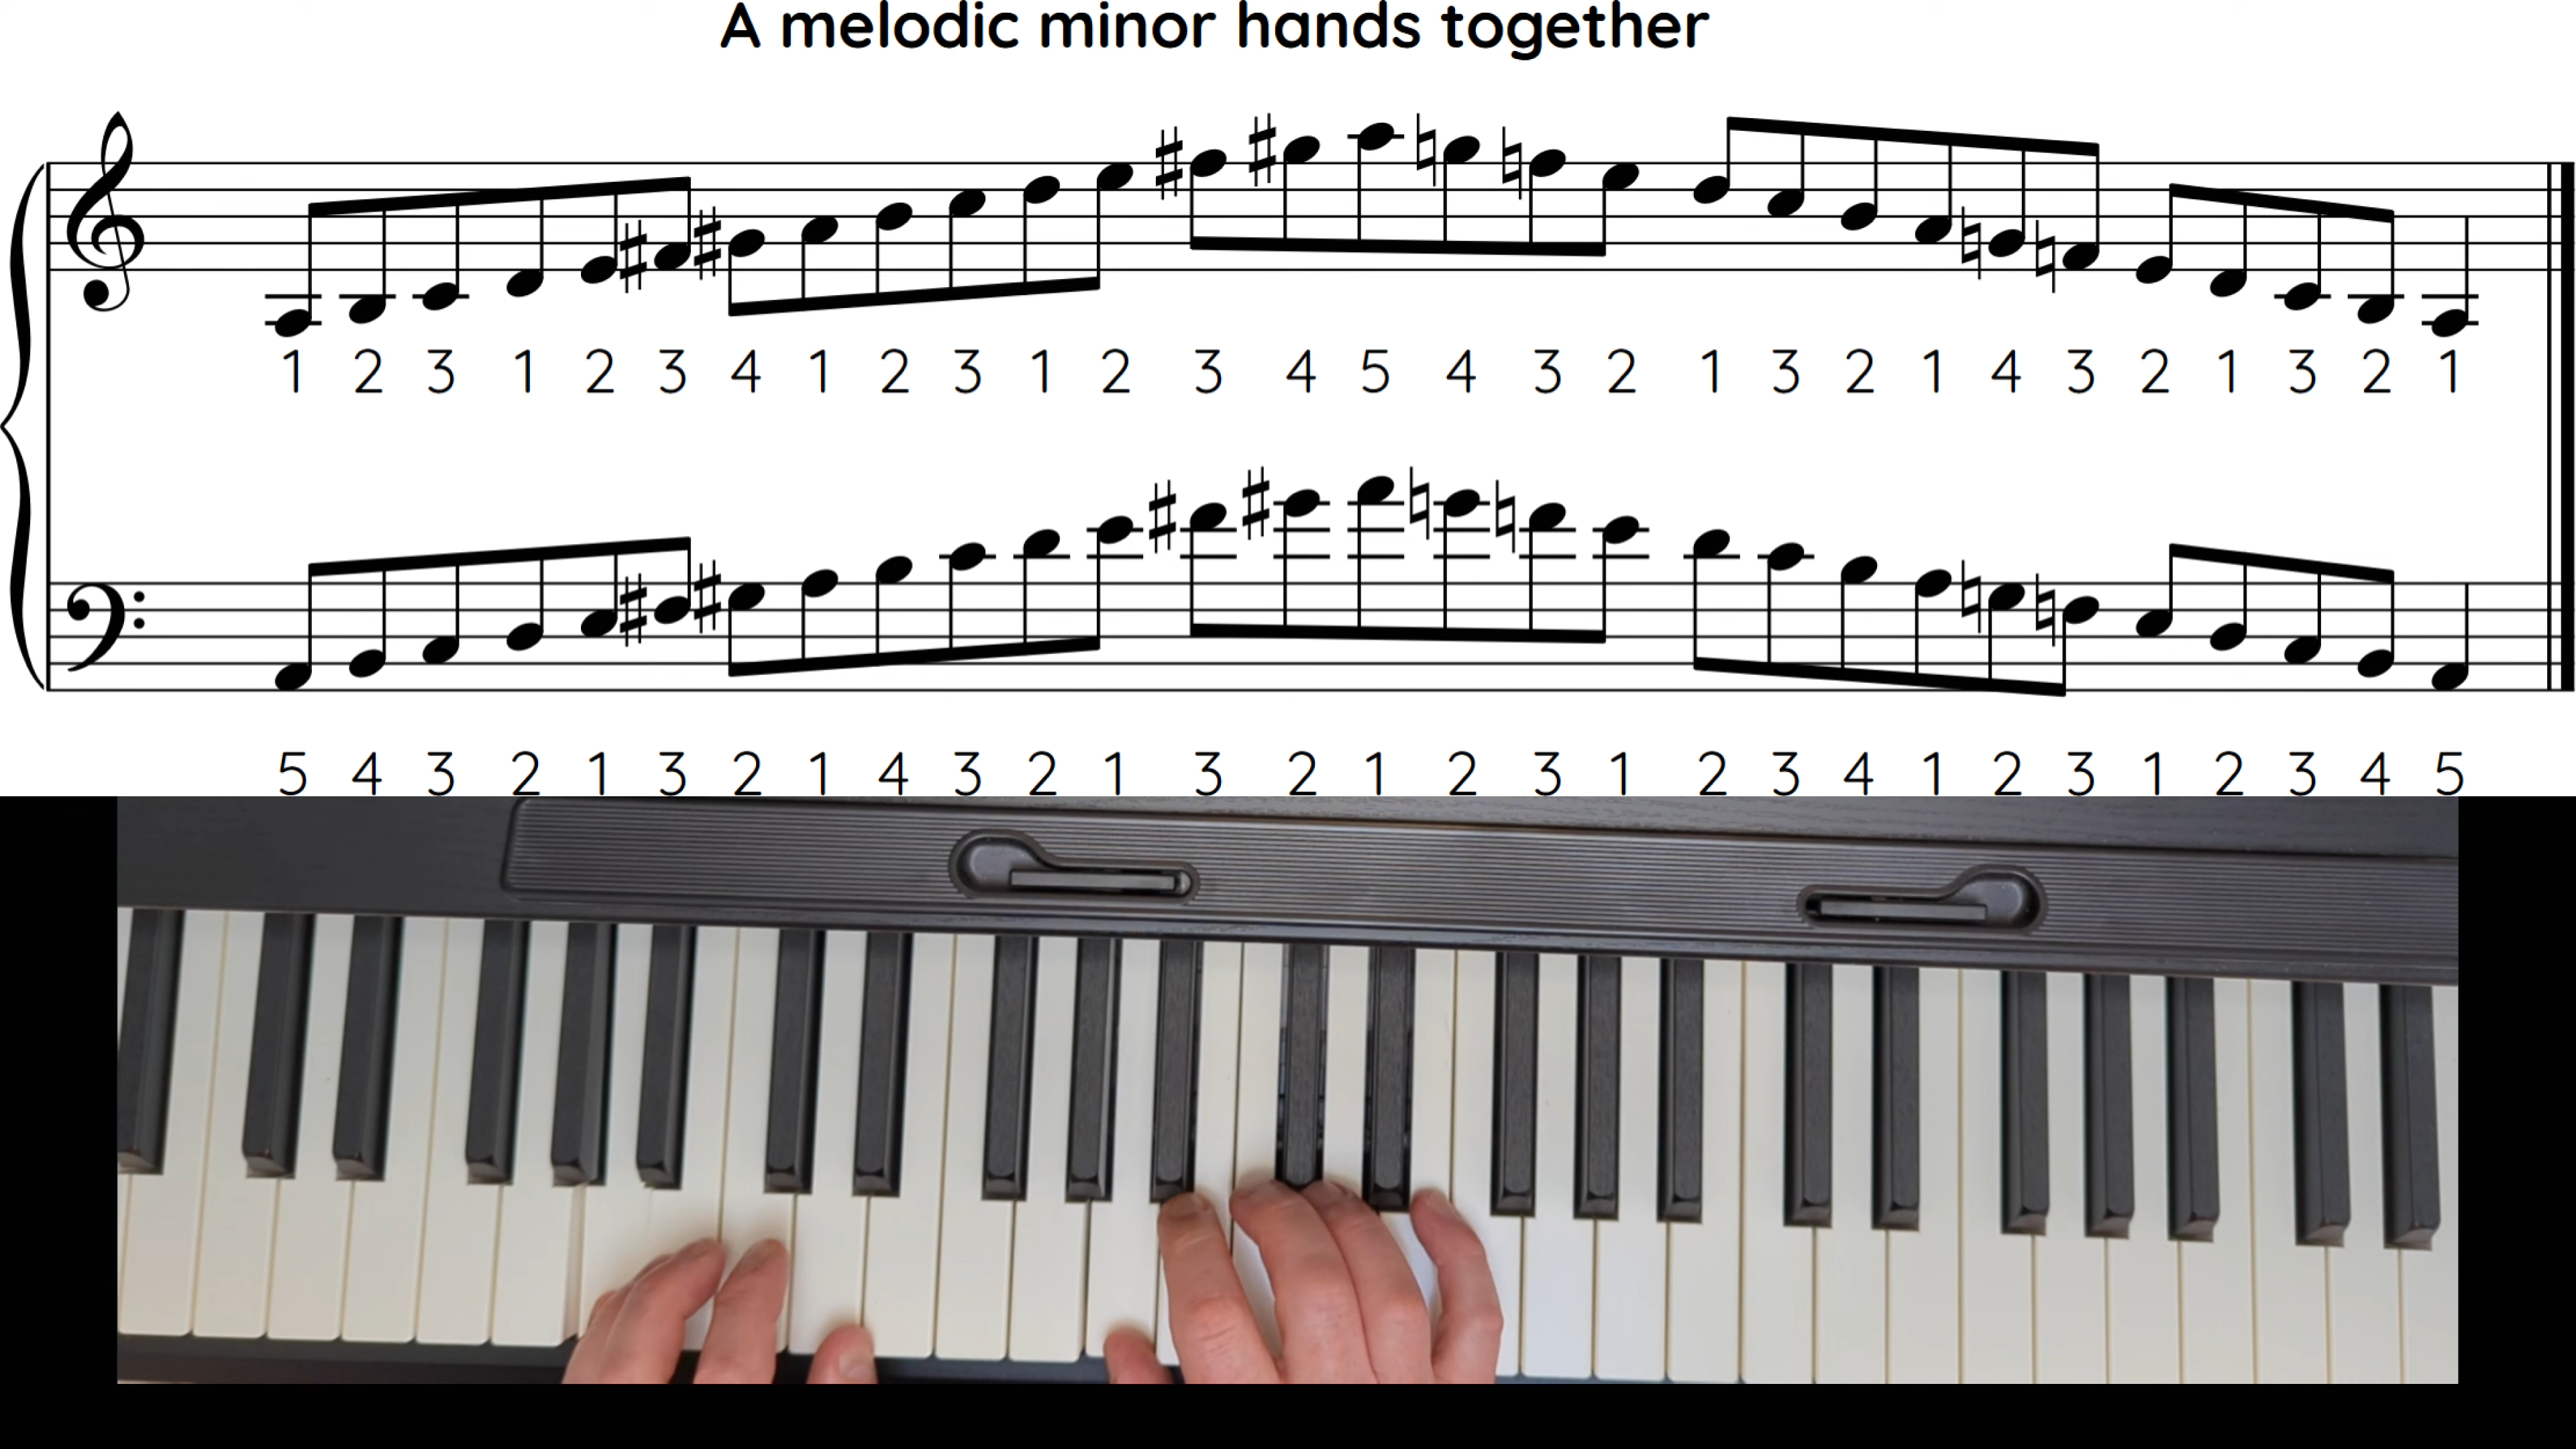 A melodic minor hands together
1 2 3 1 2 3 4 1 2 3 1 2 3 4 5 4 3 2 1 3 2 1 4 3 2 1 3 2 1
5 4 3 2 1 3 2 1 4 3 2 1 3 2 1 2 3 1 2 3 4 1 2 3 1 2 3 4 5